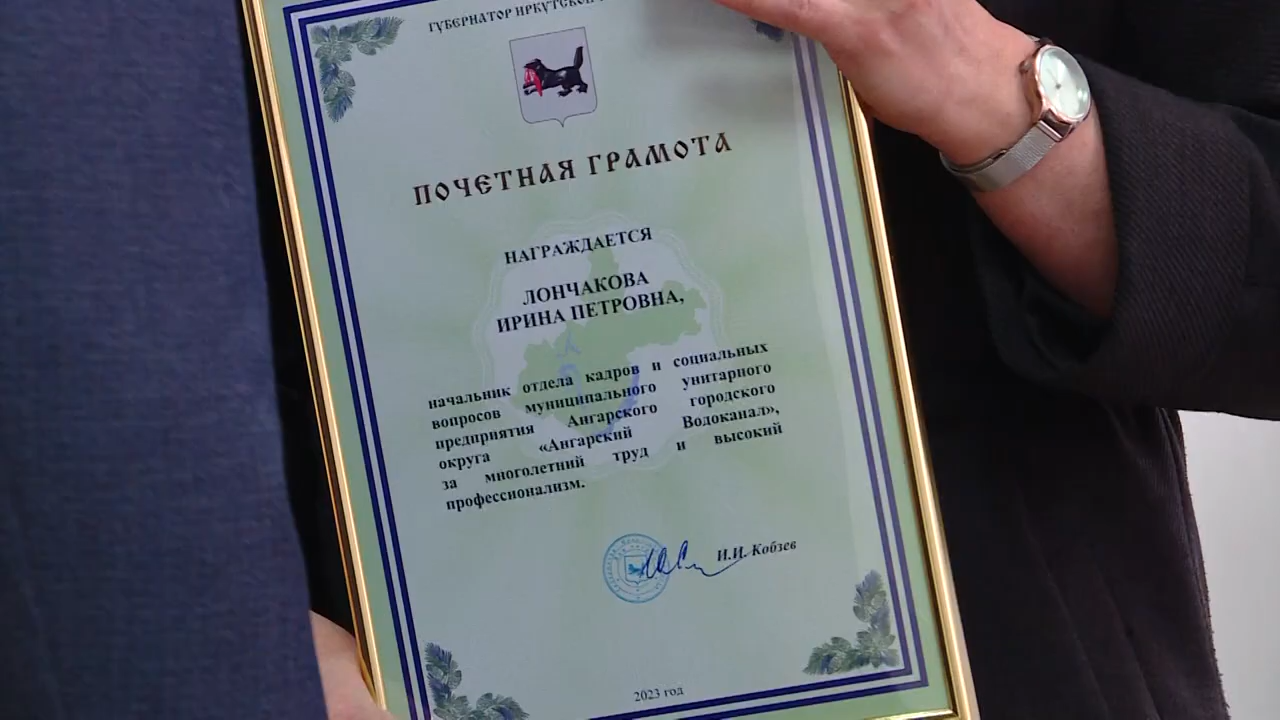 ГУБЕРНАТОР ИРКУТСКОЙ
ПОЧЕТНАЯ ГРАМОТА
НАГРАЖДАЕТСЯ
ЛОНЧАКОВА
ИРИНА ПЕТРОВНА,
начальник отдела кадров и социальных
вопросов муниципального унитарного
предприятия Ангарского городского
округа «Ангарский Водоканал»,
за многолетний труд и высокий
профессионализм.
И.И. Кобзев
2023 год